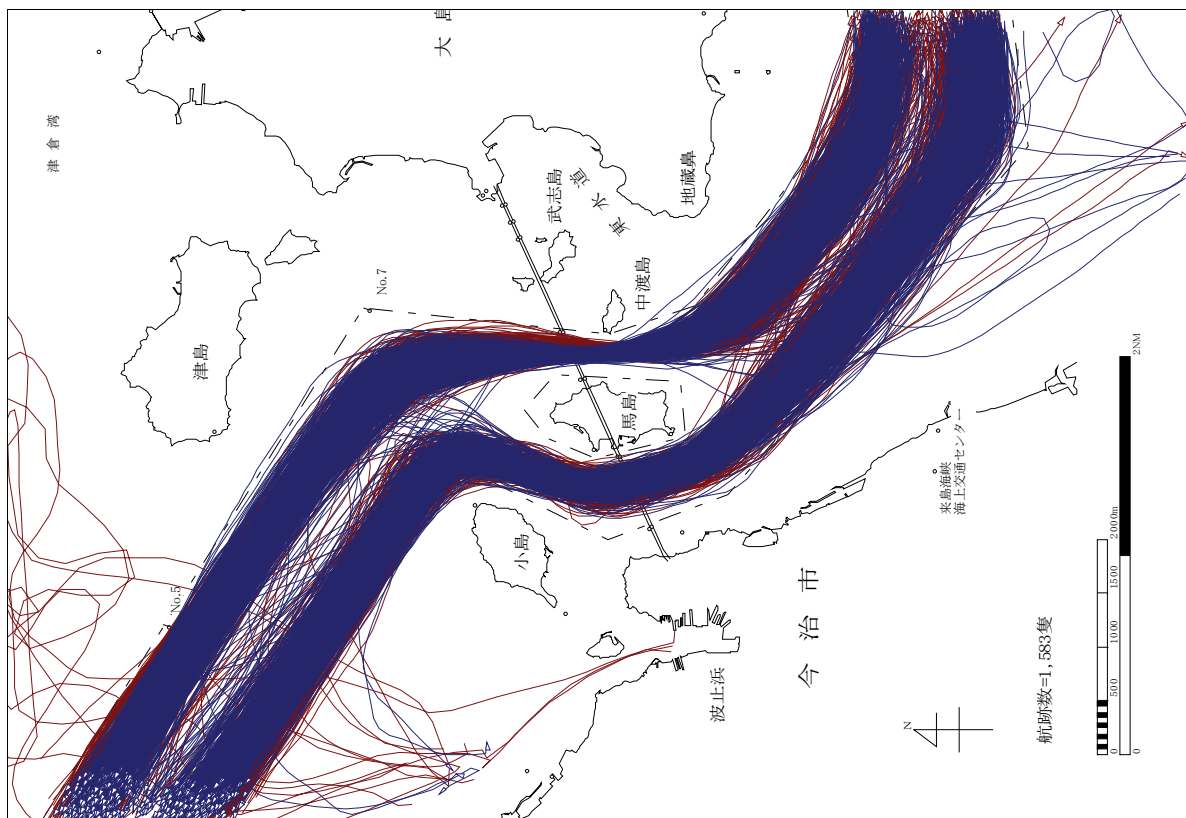 大島
津倉湾
武志島
東水道
地蔵鼻
No.7
中渡島
津島
馬島
来島海峡
海上交通センター
小島
No.5
今治市
波止浜
N
航跡数=1,583隻
0 500 1000 1500 2000m
0 2NM